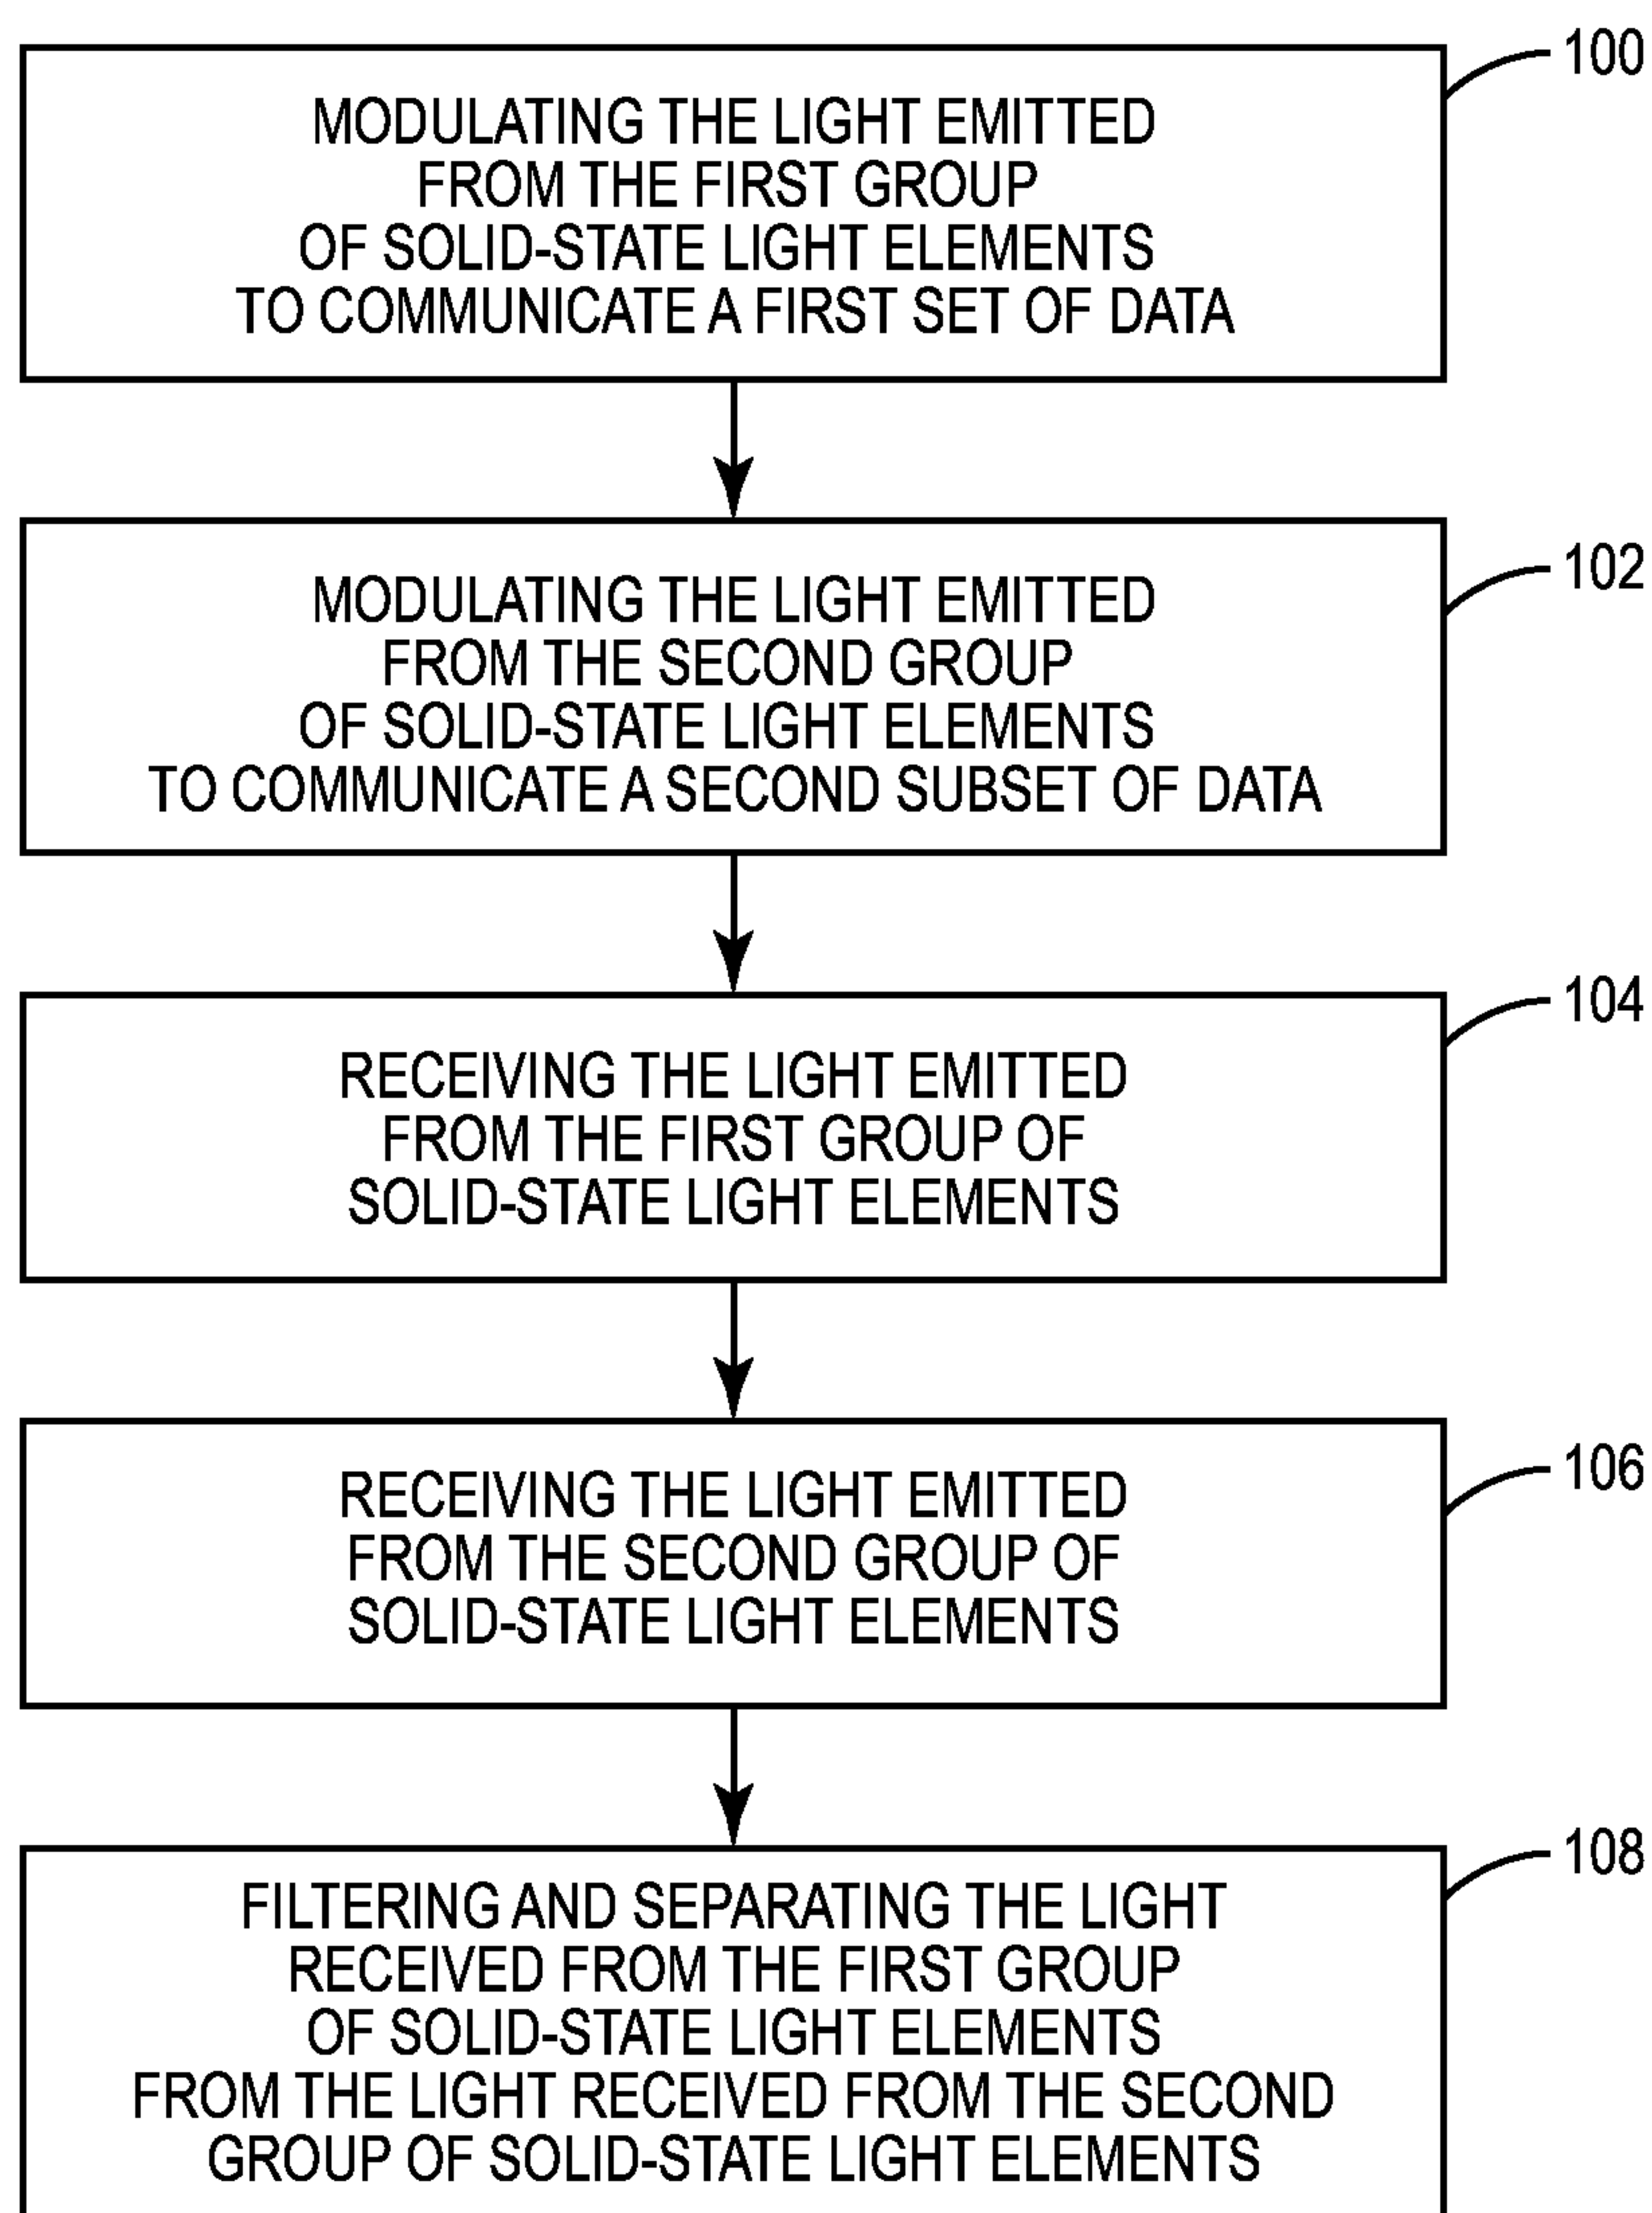 100
MODULATING THE LIGHT EMITTED
FROM THE FIRST GROUP
OF SOLID-STATE LIGHT ELEMENTS
TO COMMUNICATE A FIRST SET OF DATA
102
MODULATING THE LIGHT EMITTED
FROM THE SECOND GROUP
OF SOLID-STATE LIGHT ELEMENTS
TO COMMUNICATE A SECOND SUBSET OF DATA
104
RECEIVING THE LIGHT EMITTED
FROM THE FIRST GROUP OF
SOLID-STATE LIGHT ELEMENTS
106
RECEIVING THE LIGHT EMITTED
FROM THE SECOND GROUP OF
SOLID-STATE LIGHT ELEMENTS
108
FILTERING AND SEPARATING THE LIGHT
RECEIVED FROM THE FIRST GROUP
OF SOLID-STATE LIGHT ELEMENTS
FROM THE LIGHT RECEIVED FROM THE SECOND
GROUP OF SOLID-STATE LIGHT ELEMENTS